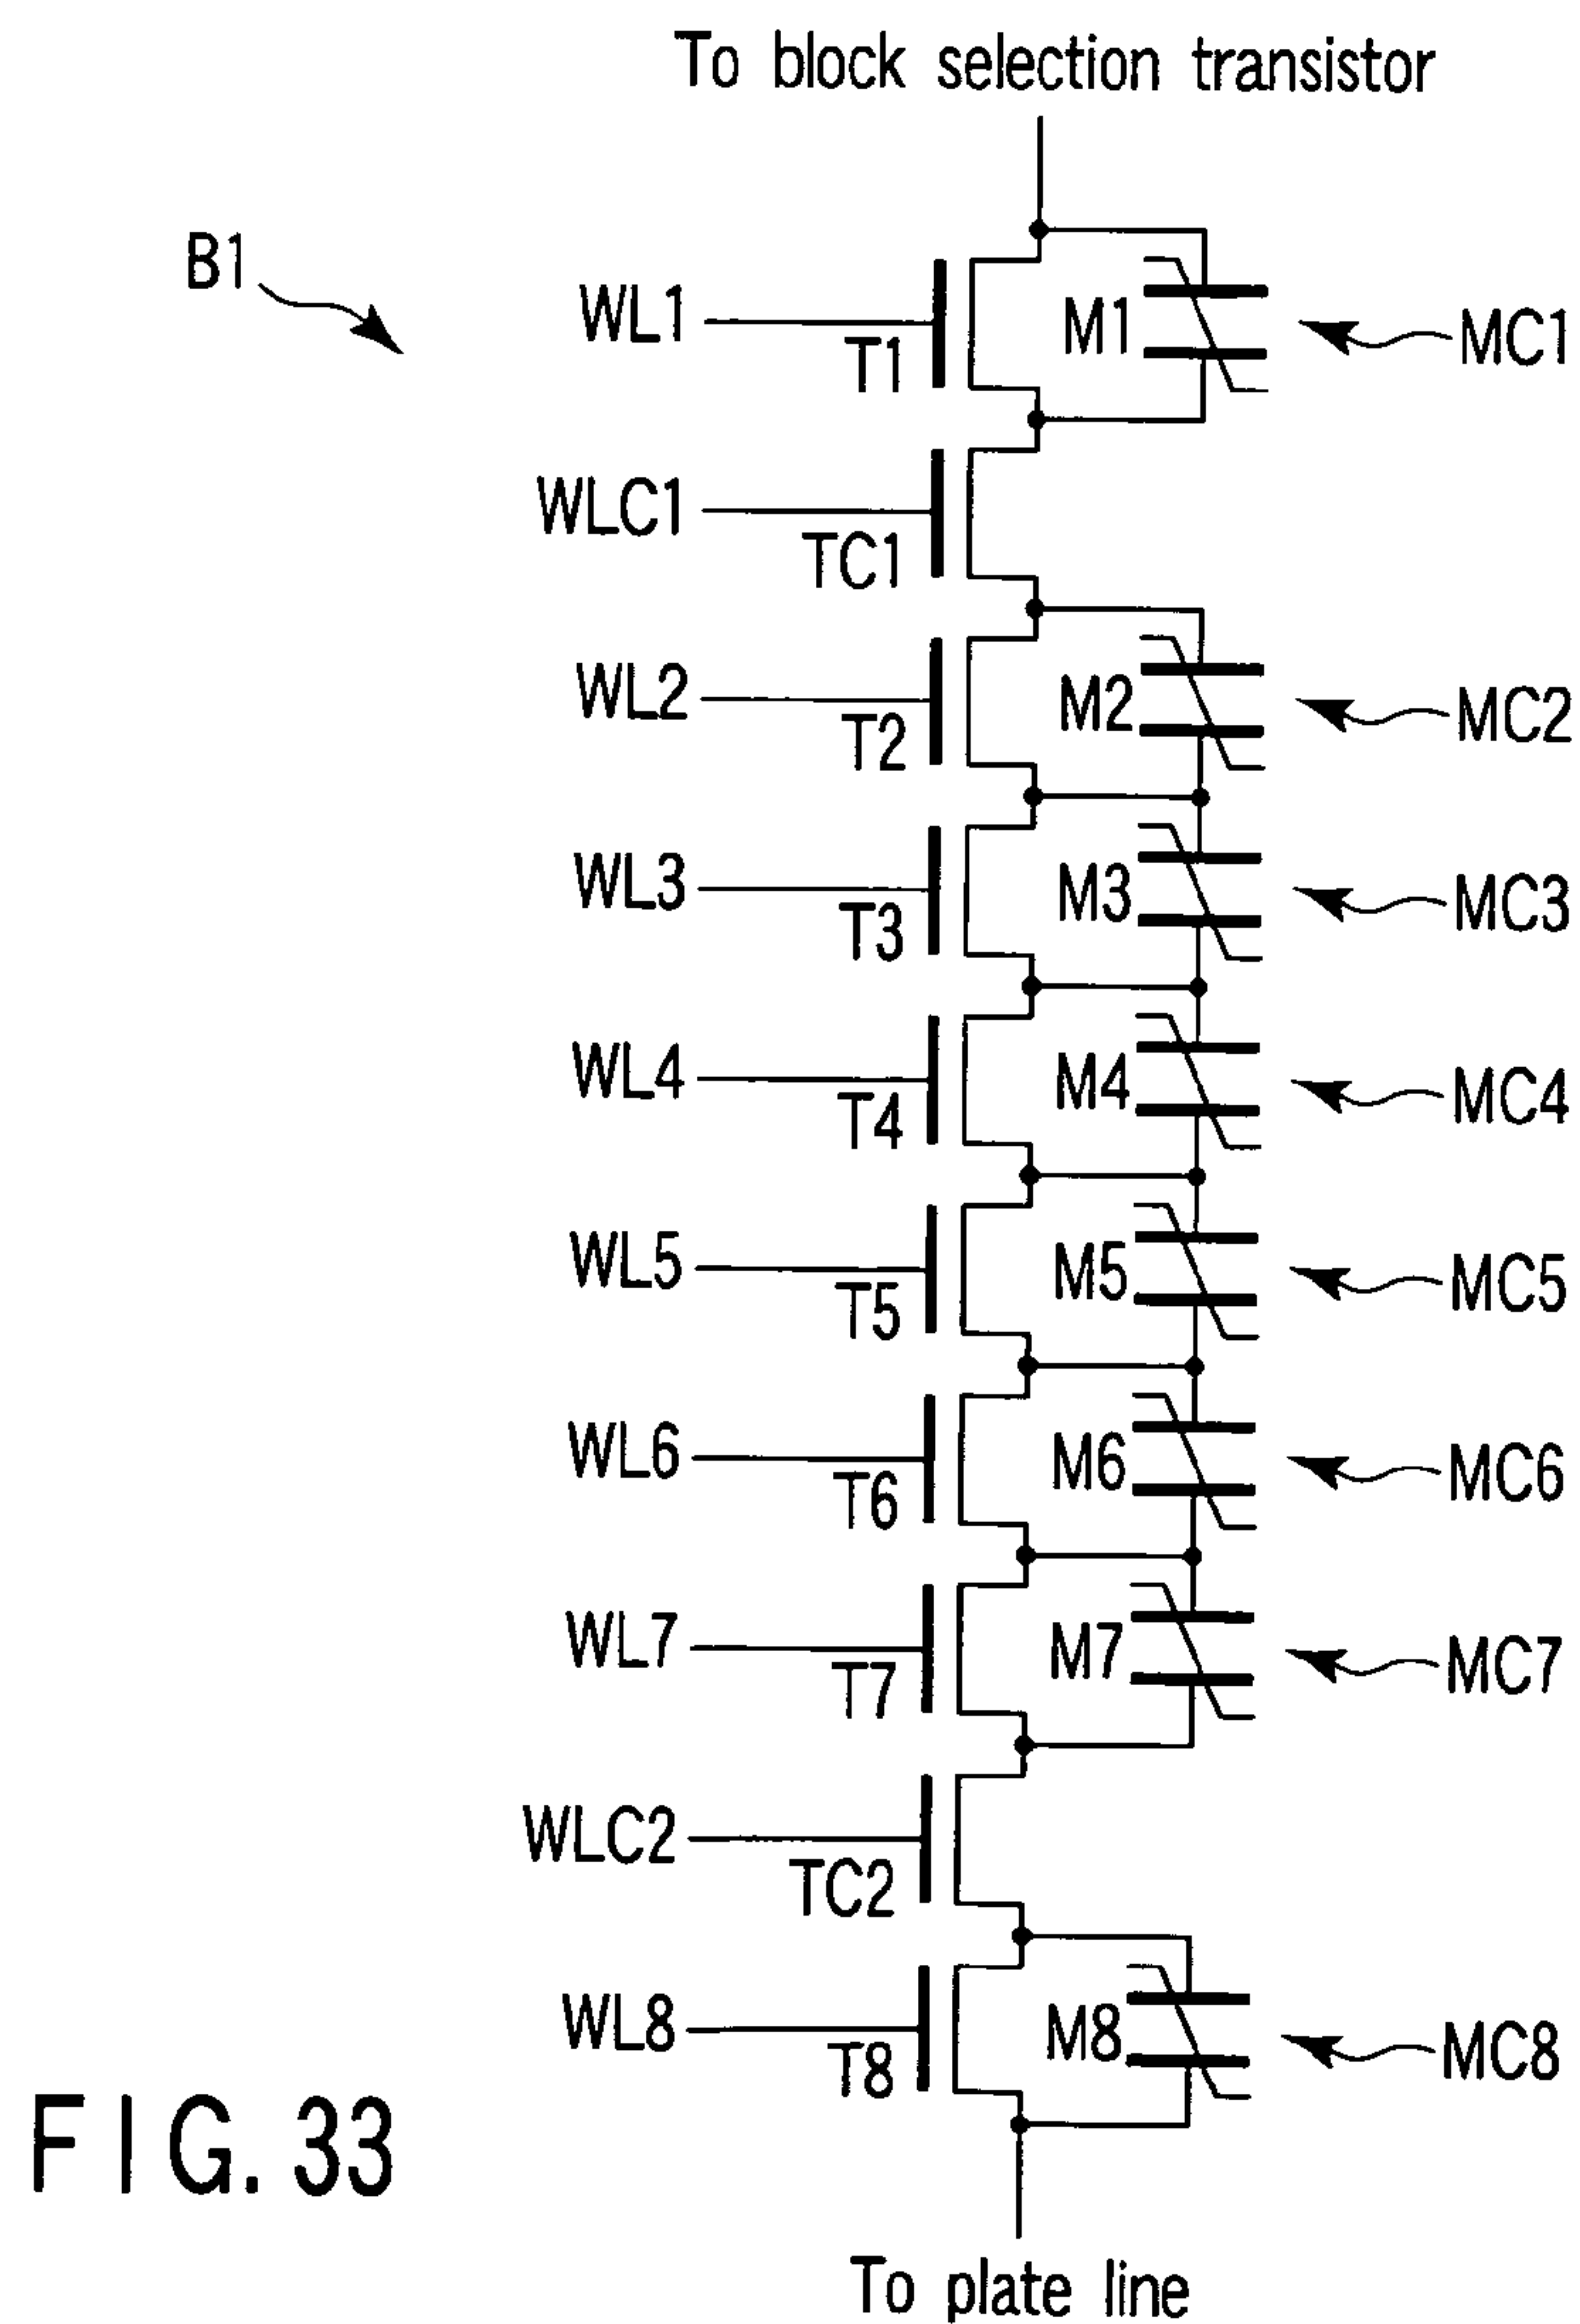 To block selection transistor
B1
WL1
T1
M1
MC1
WLC1
TC1
WL2
T2
M2
MC2
WL3
T3
M3
MC3
WL4
T4
M4
MC4
WL5
T5
M5
MC5
WL6
T6
M6
MC6
WL7
T7
M7
MC7
WLC2
TC2
WL8
T8
M8
MC8
FIG. 33
To plate line